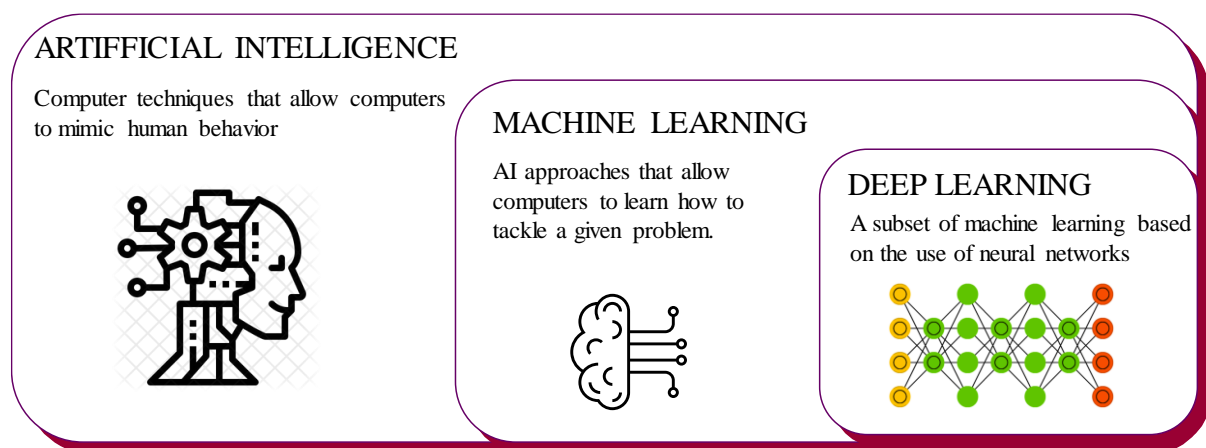 ARTIFFICIAL INTELLIGENCE
Computer techniques that allow computers
to mimic human behavior
MACHINE LEARNING
AI approaches that allow
computers to learn how to
tackle a given problem.
DEEP LEARNING
A subset of machine learning based
on the use of neural networks